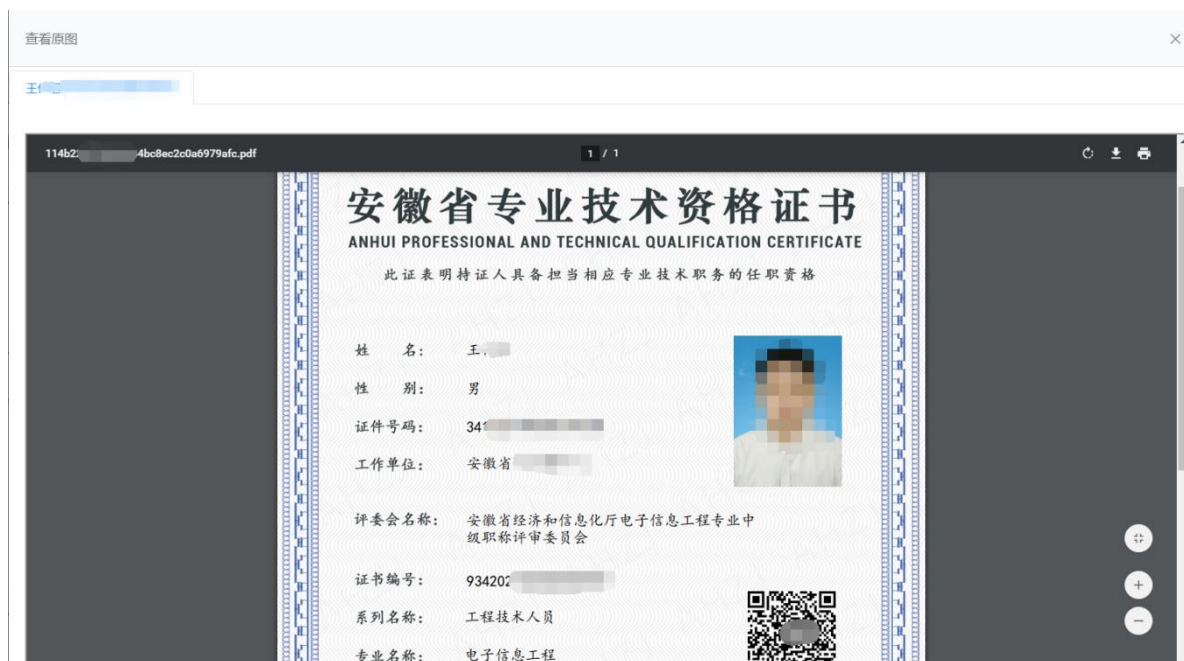 查看原图
王
114b2 4bc8ec2c0a6979afc.pdf
1 / 1
安徽省专业技术资格证书
ANHUI PROFESSIONAL AND TECHNICAL QUALIFICATION CERTIFICATE
此证表明持证人具备担当相应专业技术职务的任职资格
姓 名： 王
性 别： 男
证件号码： 341
工作单位： 安徽省
评委会名称： 安徽省经济和信息化厅电子信息工程专业中
级职称评审委员会
证书编号： 934202
系列名称： 工程技术人员
专业名称： 电子信息工程